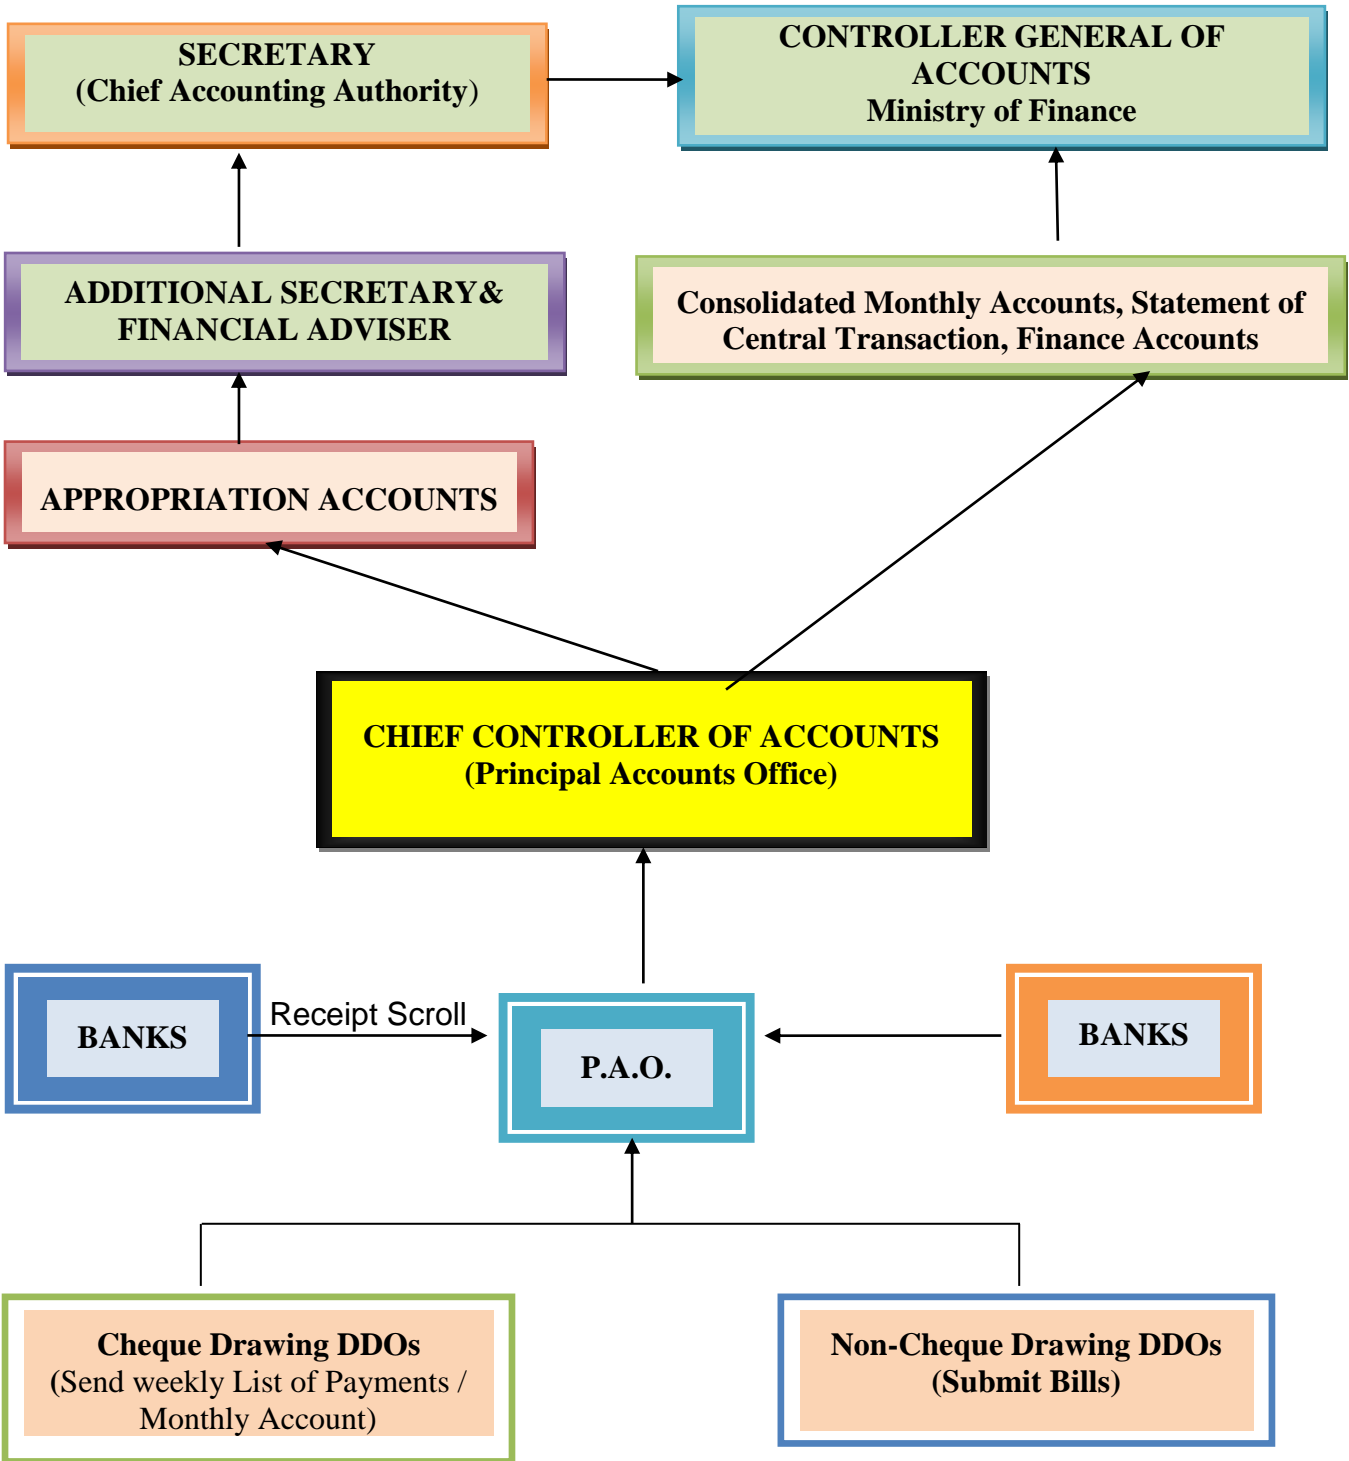 SECRETARY
(Chief Accounting Authority)
CONTROLLER GENERAL OF
ACCOUNTS
Ministry of Finance
ADDITIONAL SECRETARY&
FINANCIAL ADVISER
Consolidated Monthly Accounts, Statement of
Central Transaction, Finance Accounts
APPROPRIATION ACCOUNTS
CHIEF CONTROLLER OF ACCOUNTS
(Principal Accounts Office)
BANKS
Receipt Scroll
P.A.O.
BANKS
Cheque Drawing DDOs
(Send weekly List of Payments /
Monthly Account)
Non-Cheque Drawing DDOs
(Submit Bills)